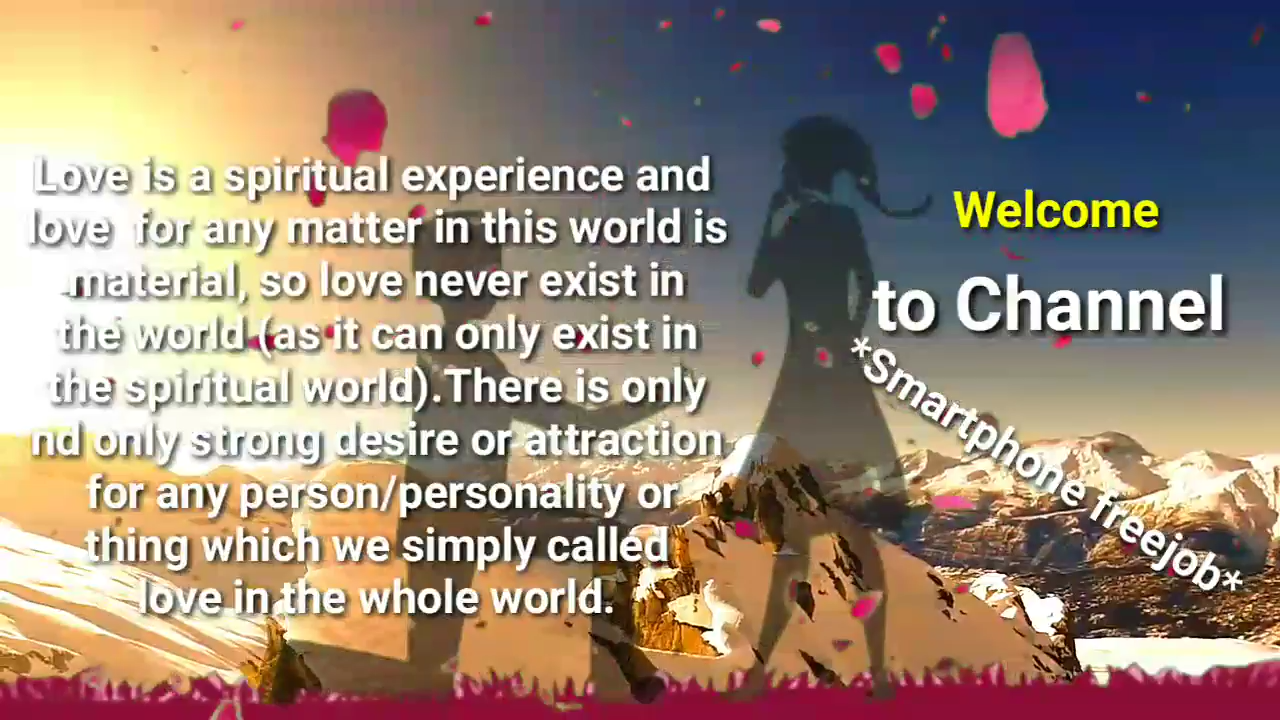 Love is a spiritual experience and
love for any matter in this world is
material, so love never exist in
the world (as it can only exist in
the spiritual world).There is only
nd only strong desire or attraction
for any person/personality or
thing which we simply called
love in the whole world.
Welcome
to Channel
*Smartphone freejob*